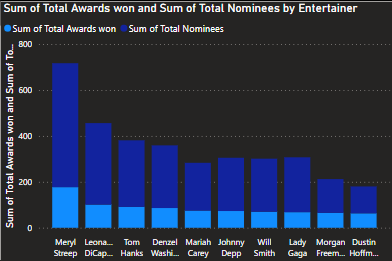 Sum of Total Awards won and Sum of Total Nominees by Entertainer
Sum of Total Awards won Sum of Total Nominees
Sum of Total Awards won and Sum of To...
800
600
400
200
0
Meryl Leona... Tom Denzel Mariah Johnny Will Lady Morgan Dustin
Streep DiCap... Hanks Washi... Carey Depp Smith Gaga Freem... Hoffm...